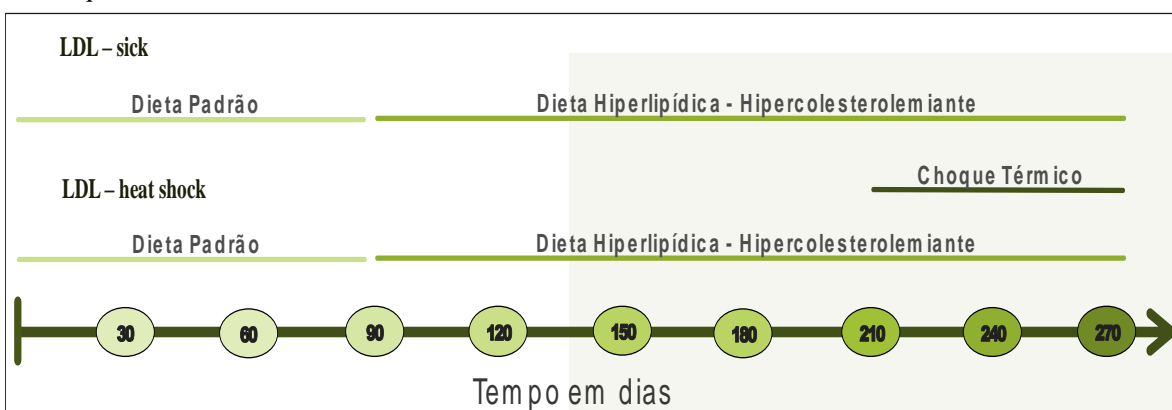 LDL – sick
Dieta Padrão Dieta Hiperlipídica - Hipercolesterolemiante
Choque Térmico
LDL – heat shock
Dieta Padrão Dieta Hiperlipídica - Hipercolesterolemiante
30 60 90 120 150 180 210 240 270
Tempo em dias